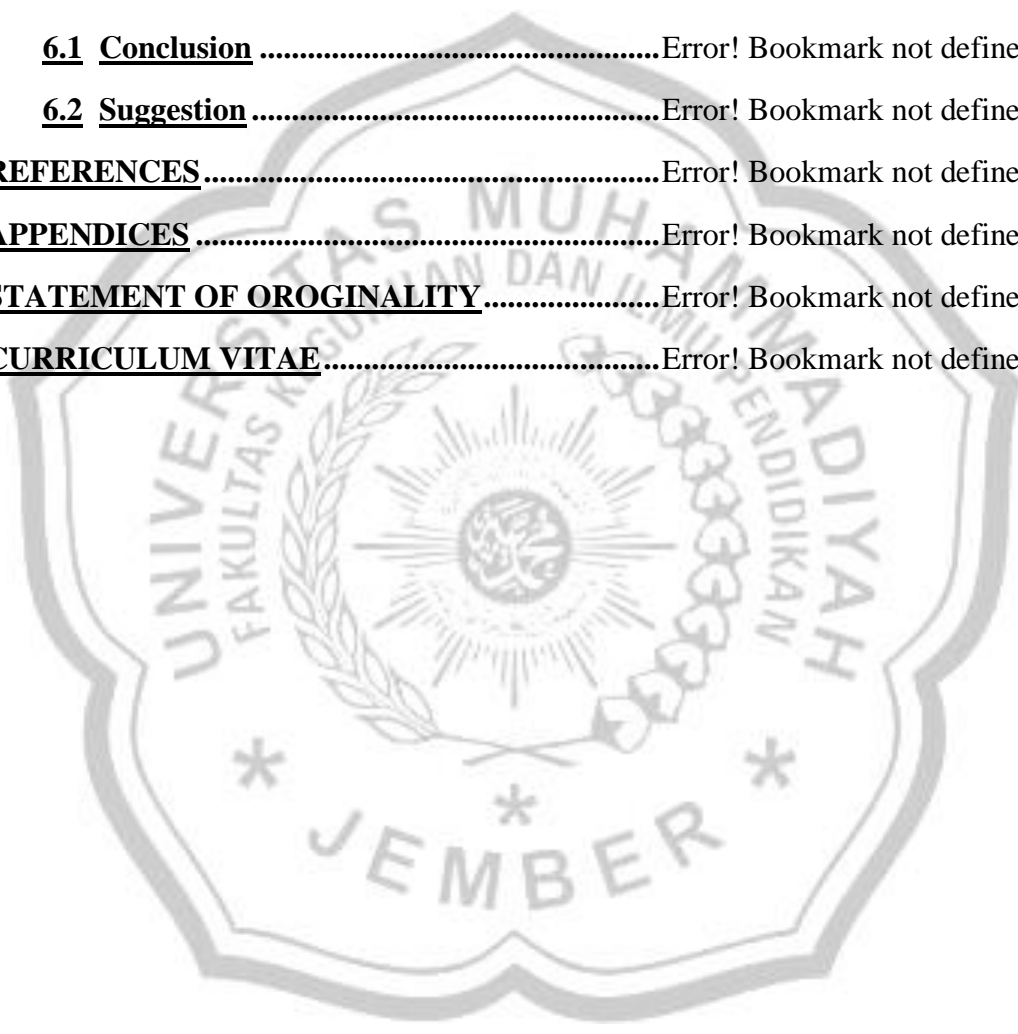 6.1 Conclusion ..................................................Error! Bookmark not define
6.2 Suggestion ...................................................Error! Bookmark not define
REFERENCES.........................................................Error! Bookmark not define
APPENDICES ..........................................................Error! Bookmark not define
STATEMENT OF OROGINALITY......................Error! Bookmark not define
CURRICULUM VITAE..........................................Error! Bookmark not define
UNIVERSITAS MUHAMMADIYAH
FAKULTAS KEGURUAN DAN ILMU PENDIDIKAN
* JEMBER *
*